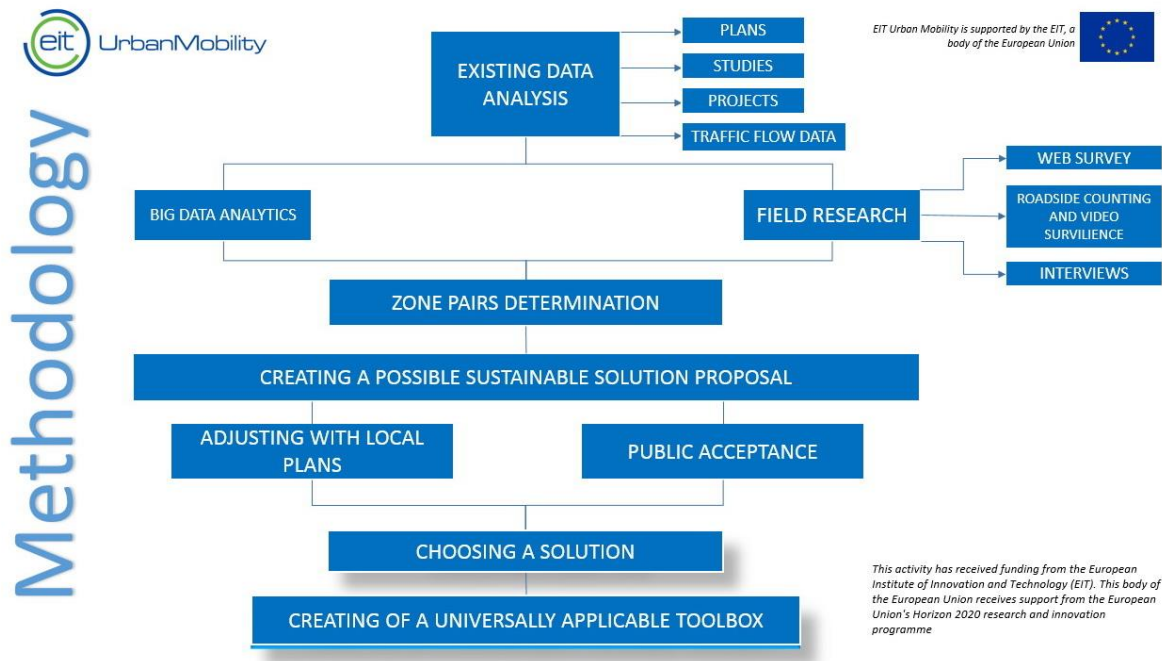 eit UrbanMobility
EIT Urban Mobility is supported by the EIT, a
body of the European Union
Methodology
EXISTING DATA
ANALYSIS
PLANS
STUDIES
PROJECTS
TRAFFIC FLOW DATA
BIG DATA ANALYTICS
FIELD RESEARCH
WEB SURVEY
ROADSIDE COUNTING
AND VIDEO
SURVILIENCE
INTERVIEWS
ZONE PAIRS DETERMINATION
CREATING A POSSIBLE SUSTAINABLE SOLUTION PROPOSAL
ADJUSTING WITH LOCAL
PLANS
PUBLIC ACCEPTANCE
CHOOSING A SOLUTION
CREATING OF A UNIVERSALLY APPLICABLE TOOLBOX
This activity has received funding from the European
Institute of Innovation and Technology (EIT). This body of
the European Union receives support from the European
Union's Horizon 2020 research and innovation
programme